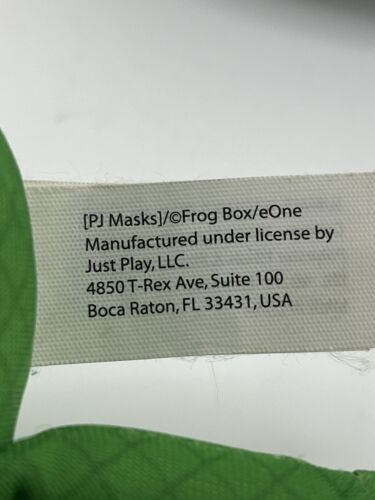 [PJ Masks]/©Frog Box/eOne
Manufactured under license by
Just Play, LLC.
4850 T-Rex Ave, Suite 100
Boca Raton, FL 33431, USA